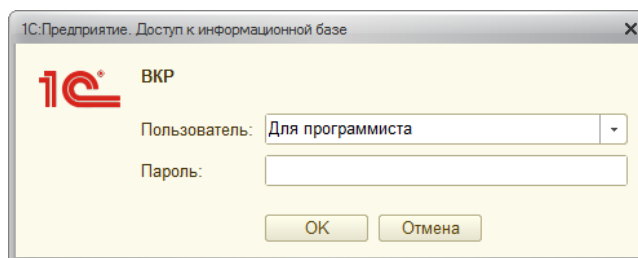 1С:Предприятие. Доступ к информационной базе
1С
ВКР
Пользователь: Для программиста
Пароль:
OK Отмена